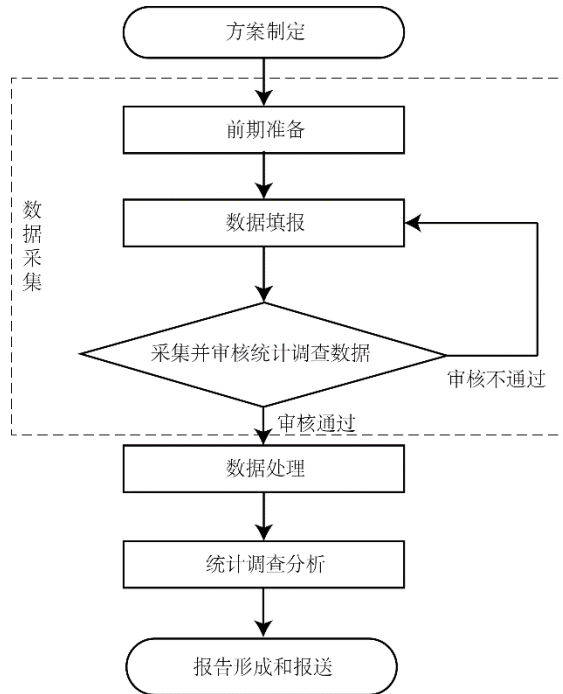 方案制定
前期准备
数据采集
数据填报
采集并审核统计调查数据
审核不通过
审核通过
数据处理
统计调查分析
报告形成和报送